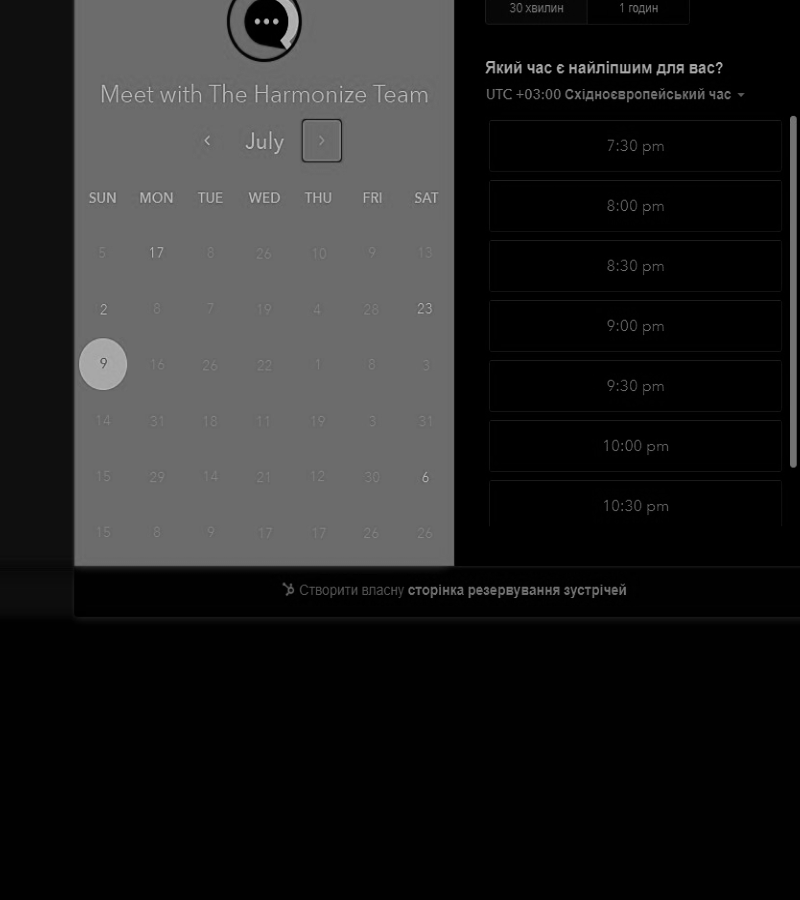 30 хвилин 1 годин
Який час є найліпшим для вас?
UTC +03:00 Східноєвропейський час
Meet with The Harmonize Team
July
SUN MON TUE WED THU FRI SAT
5 17 8 26 10 9 13
2 8 7 19 4 28 23
9 16 26 22 1 8 3
14 31 18 11 19 3 31
15 29 14 21 12 30 6
15 8 9 17 17 26 26
7:30 pm
8:00 pm
8:30 pm
9:00 pm
9:30 pm
10:00 pm
10:30 pm
Створити власну сторінка резервування зустрічей